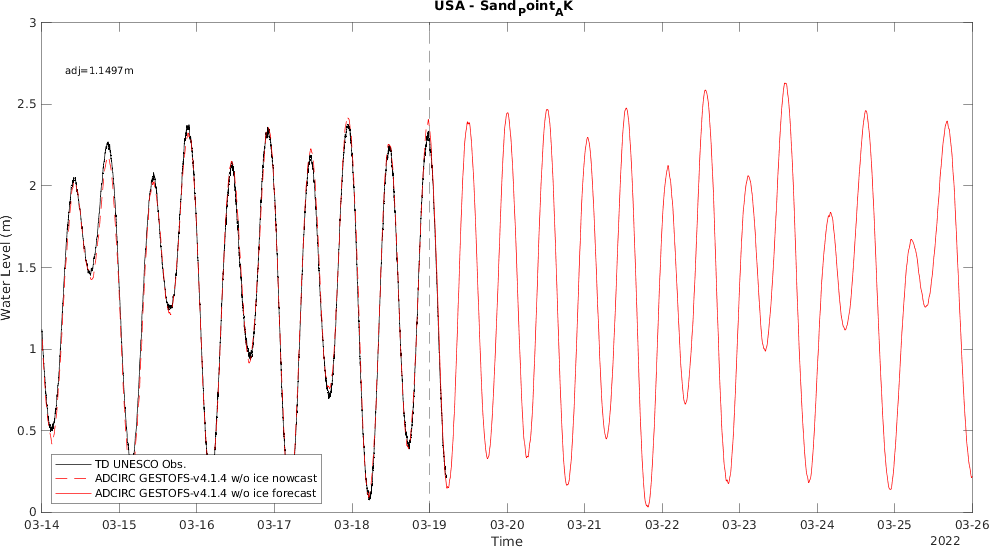 USA - Sand_Point_AK
3
adj=1.1497m
2.5
2
1.5
Water Level (m)
1
0.5
TD UNESCO Obs.
ADCIRC GESTOFS-v4.1.4 w/o ice nowcast
ADCIRC GESTOFS-v4.1.4 w/o ice forecast
0
03-14 03-15 03-16 03-17 03-18 03-19 03-20 03-21 03-22 03-23 03-24 03-25 03-26
Time
2022